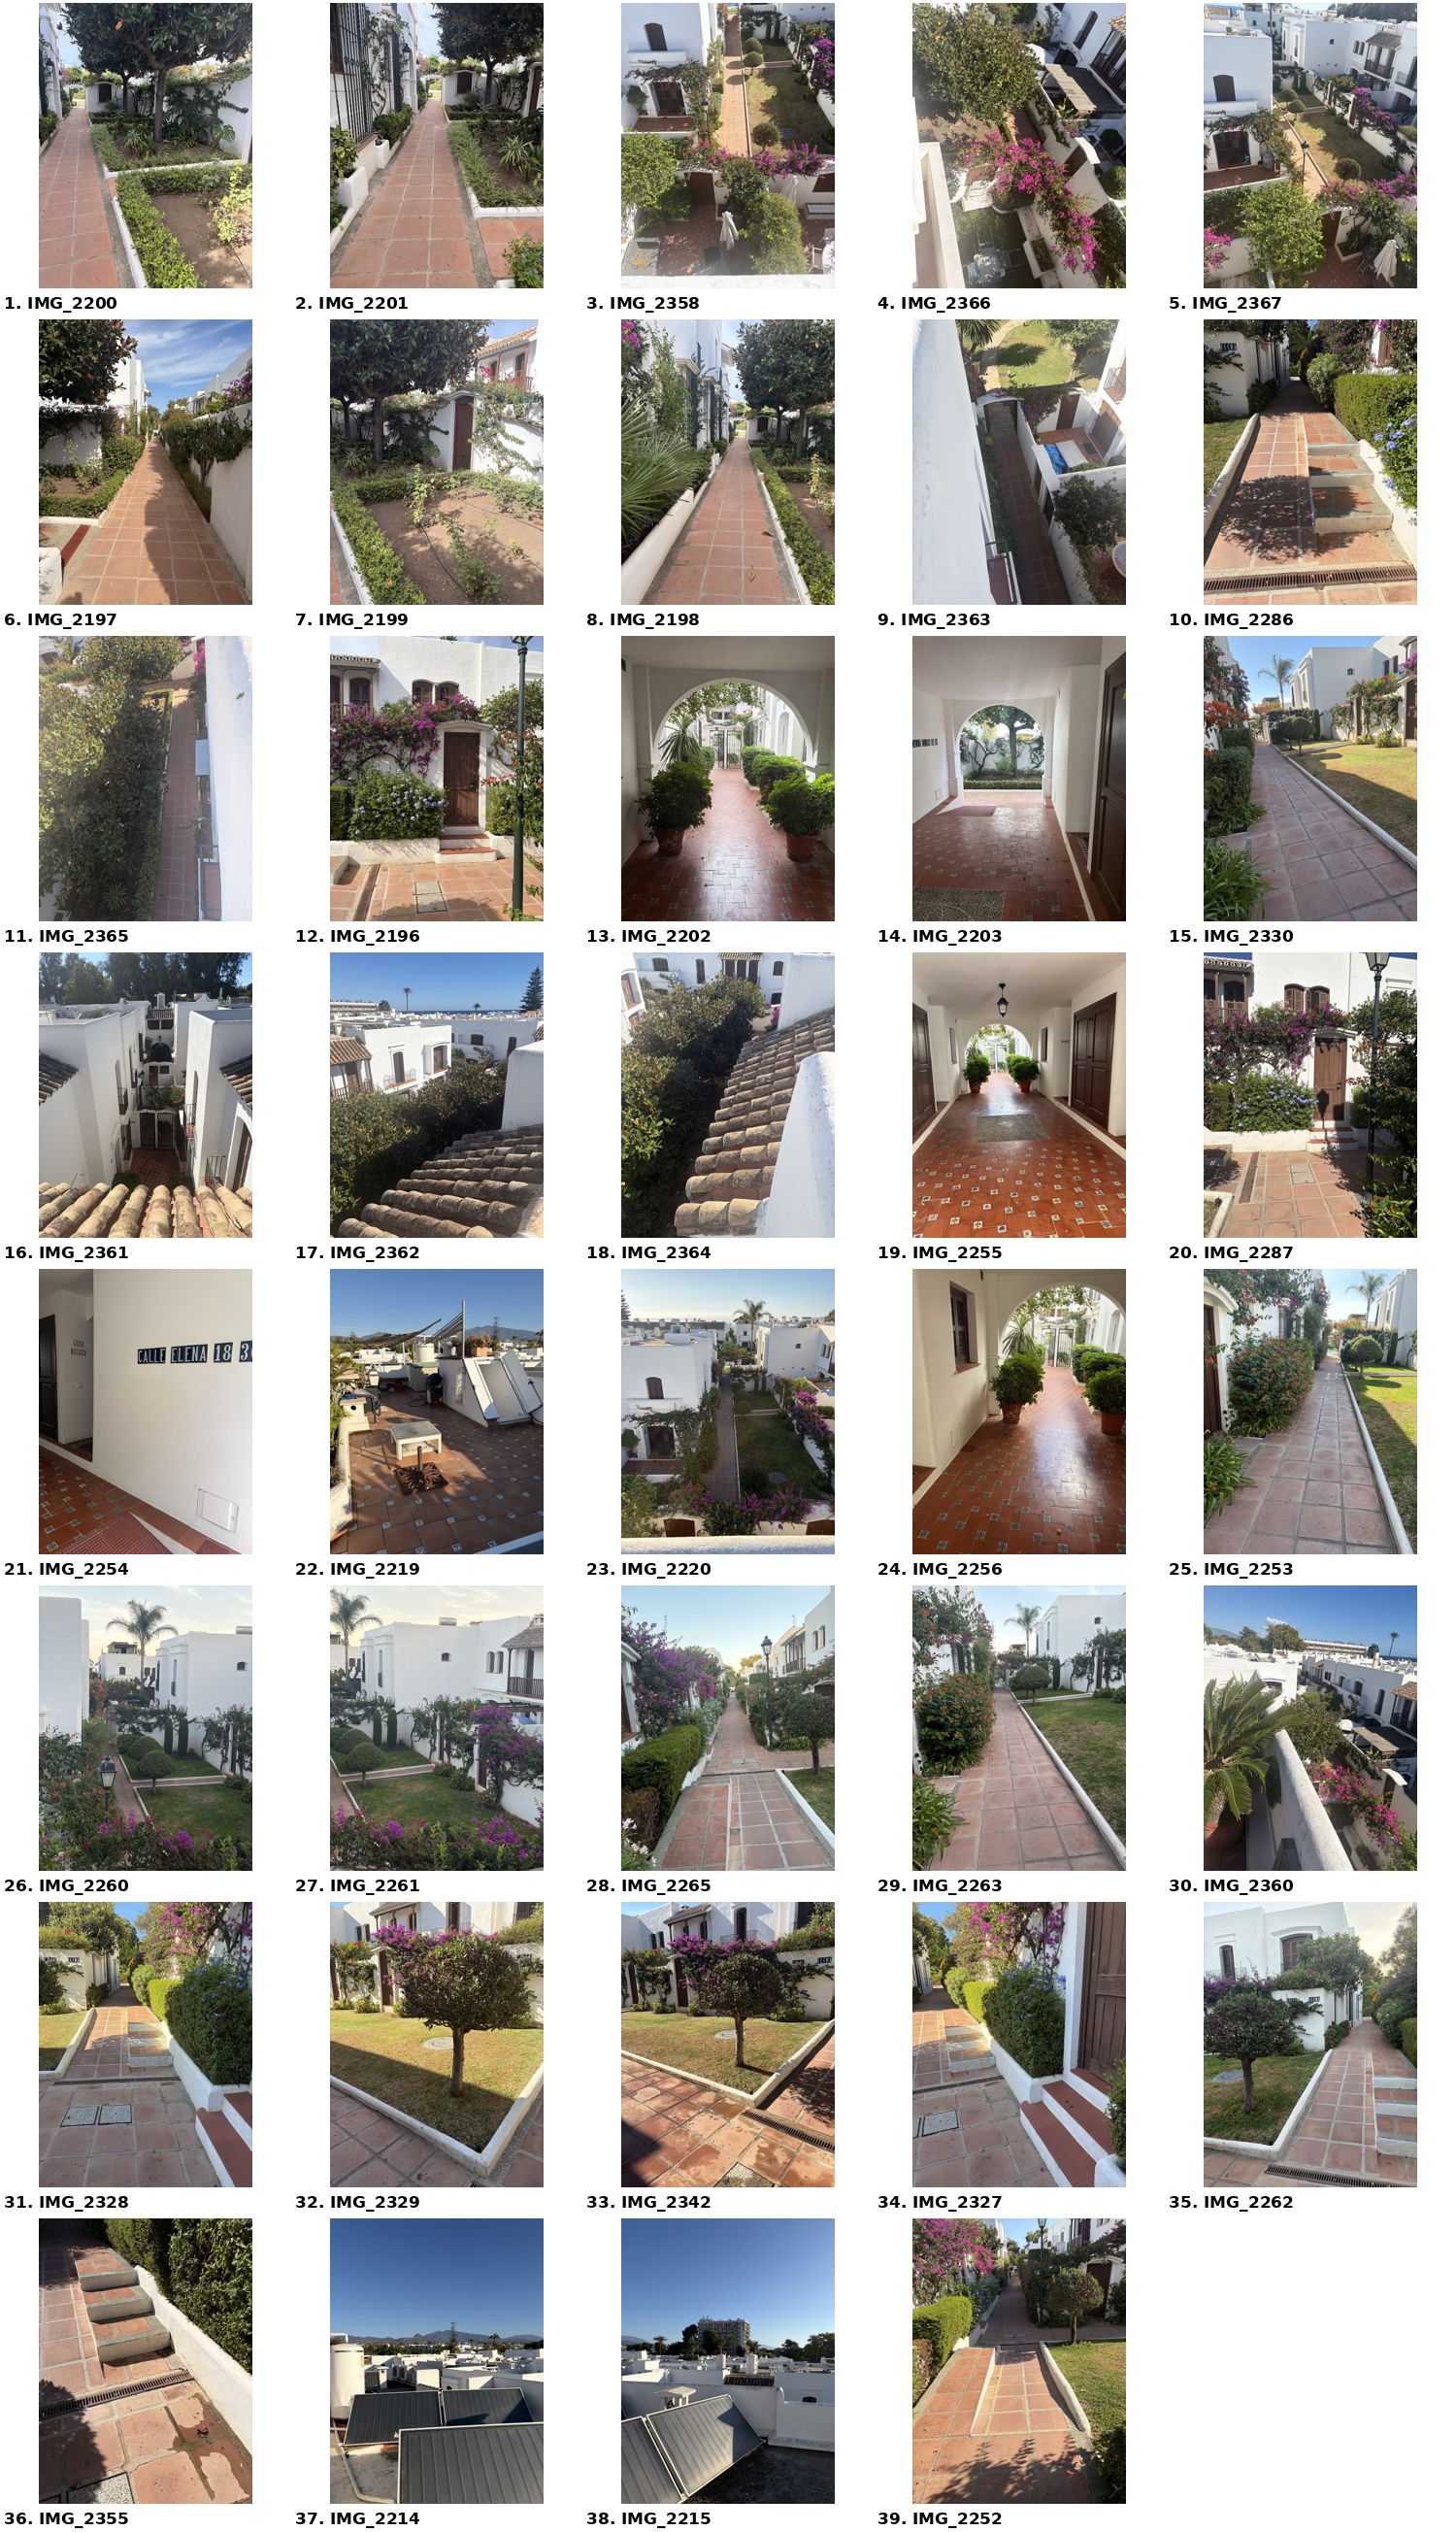 1. IMG_2200
2. IMG_2201
3. IMG_2358
4. IMG_2366
5. IMG_2367
6. IMG_2197
7. IMG_2199
8. IMG_2198
9. IMG_2363
10. IMG_2286
11. IMG_2365
12. IMG_2196
13. IMG_2202
14. IMG_2203
15. IMG_2330
16. IMG_2361
17. IMG_2362
18. IMG_2364
19. IMG_2255
20. IMG_2287
CALLE ELENA 18
21. IMG_2254
22. IMG_2219
23. IMG_2220
24. IMG_2256
25. IMG_2253
26. IMG_2260
27. IMG_2261
28. IMG_2265
29. IMG_2263
30. IMG_2360
31. IMG_2328
32. IMG_2329
33. IMG_2342
34. IMG_2327
35. IMG_2262
36. IMG_2355
37. IMG_2214
38. IMG_2215
39. IMG_2252